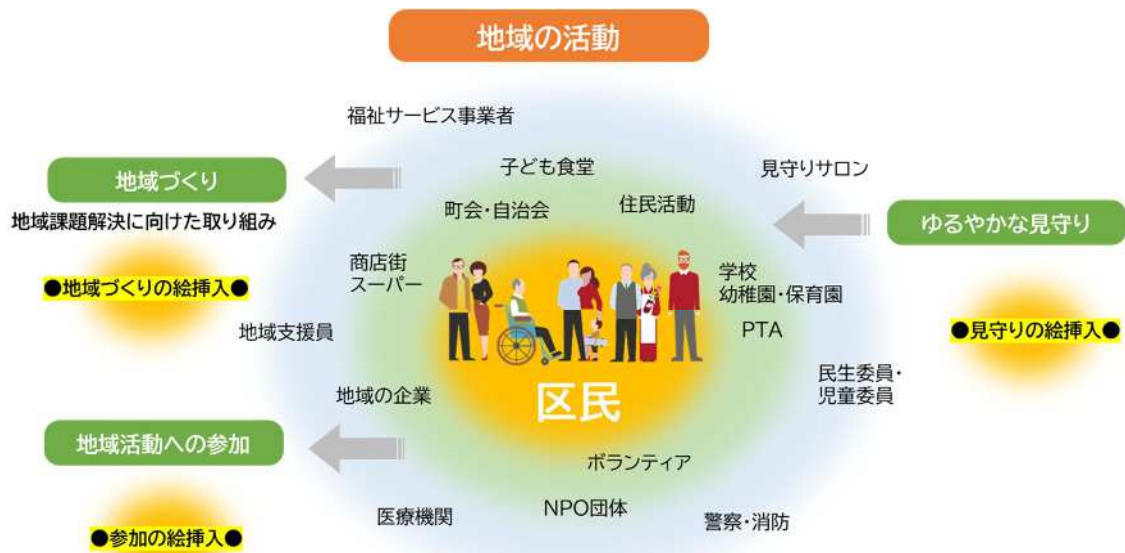 地域の活動
福祉サービス事業者
子ども食堂
見守りサロン
地域づくり
地域課題解決に向けた取り組み
町会・自治会
住民活動
ゆるやかな見守り
●地域づくりの絵挿入●
商店街
スーパー
学校
幼稚園・保育園
地域支援員
PTA
●見守りの絵挿入●
民生委員・
児童委員
地域の企業
区民
地域活動への参加
ボランティア
医療機関
NPO団体
警察・消防
●参加の絵挿入●